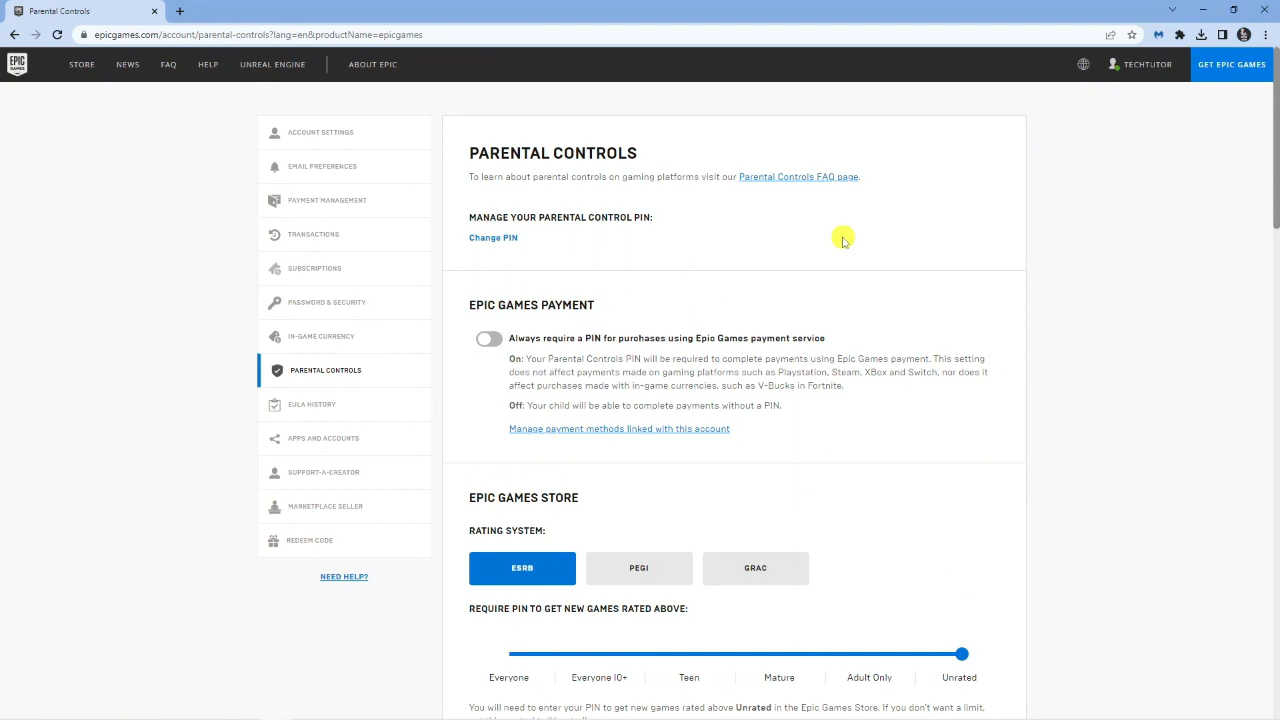 Parental Controls
epicgames.com/account/parental-controls?lang=en&productName=epicgames
EPIC GAMES
STORE NEWS FAQ HELP UNREAL ENGINE ABOUT EPIC TECHTUTOR GET EPIC GAMES
ACCOUNT SETTINGS
EMAIL PREFERENCES
PAYMENT MANAGEMENT
TRANSACTIONS
SUBSCRIPTIONS
PASSWORD & SECURITY
IN-GAME CURRENCY
PARENTAL CONTROLS
EULA HISTORY
APPS AND ACCOUNTS
SUPPORT-A-CREATOR
MARKETPLACE SELLER
REDEEM CODE
NEED HELP?
PARENTAL CONTROLS
To learn about parental controls on gaming platforms visit our Parental Controls FAQ page.
MANAGE YOUR PARENTAL CONTROL PIN:
Change PIN
EPIC GAMES PAYMENT
Always require a PIN for purchases using Epic Games payment service
On: Your Parental Controls PIN will be required to complete payments using Epic Games payment. This setting
does not affect payments made on gaming platforms such as Playstation, Steam, XBox and Switch, nor does it
affect purchases made with in-game currencies, such as V-Bucks in Fortnite.
Off: Your child will be able to complete payments without a PIN.
Manage payment methods linked with this account
EPIC GAMES STORE
RATING SYSTEM:
ESRB PEGI GRAC
REQUIRE PIN TO GET NEW GAMES RATED ABOVE:
Everyone Everyone 10+ Teen Mature Adult Only Unrated
You will need to enter your PIN to get new games rated above Unrated in the Epic Games Store. If you don't want a limit,